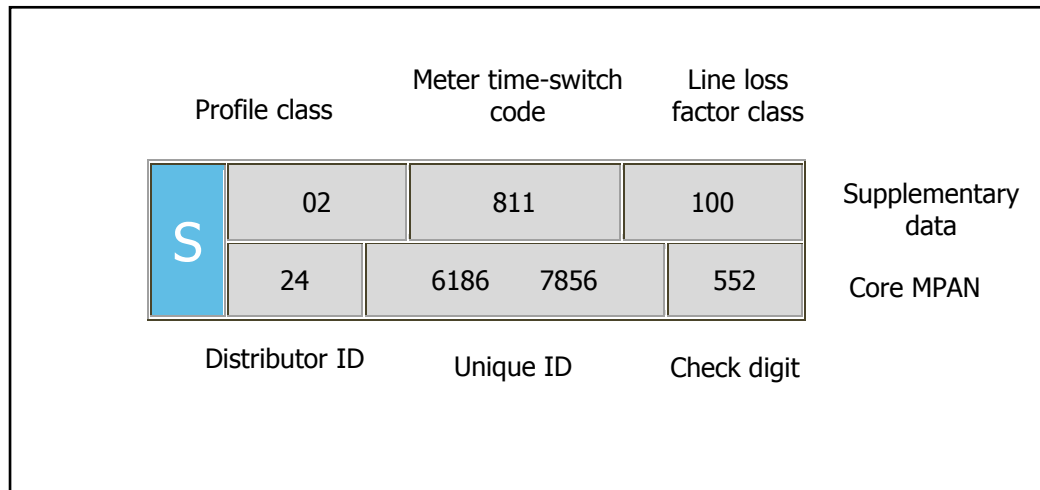 Profile class
Meter time-switch
code
Line loss
factor class
S
02
811
100
Supplementary
data
24
6186 7856
552
Core MPAN
Distributor ID
Unique ID
Check digit